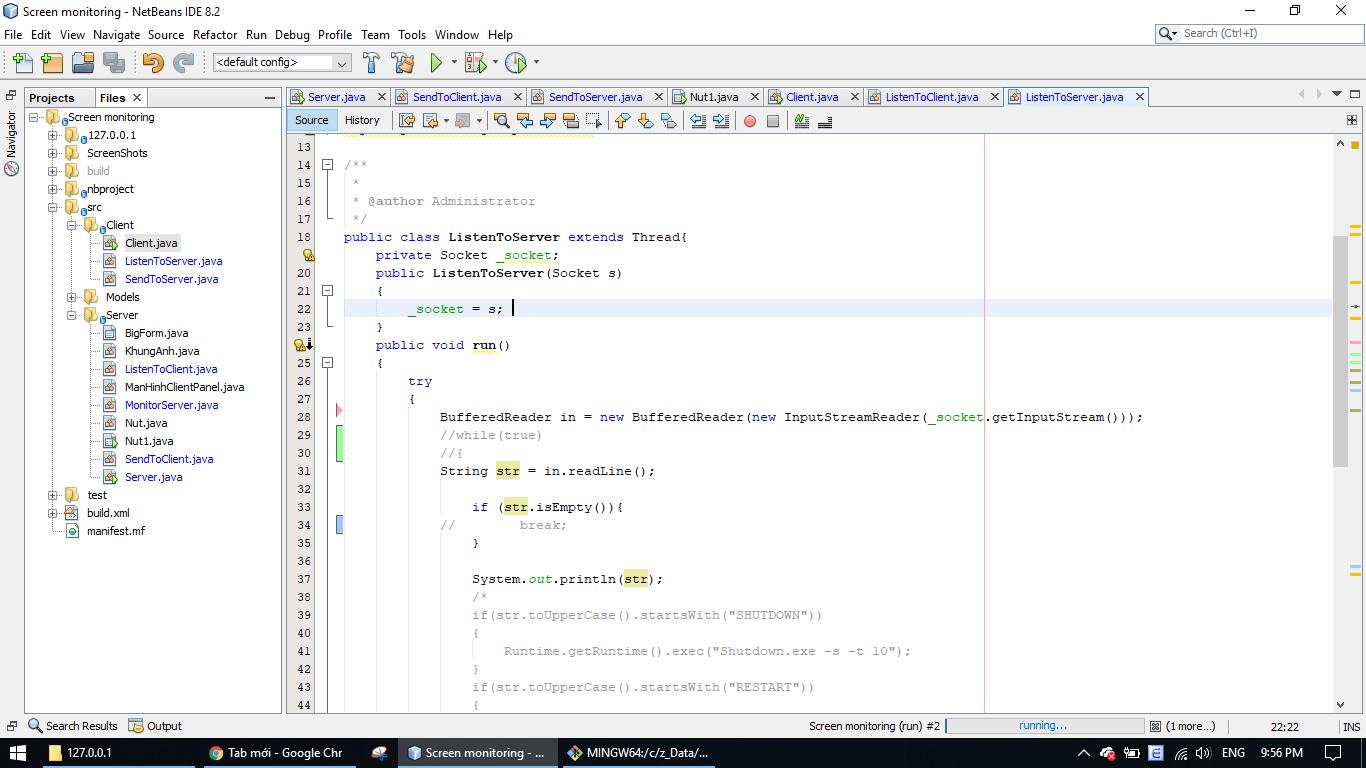 Screen monitoring - NetBeans IDE 8.2
File Edit View Navigate Source Refactor Run Debug Profile Team Tools Window Help
Search (Ctrl+I)
<default config>
Projects
Files
Navigator
Screen monitoring
127.0.0.1
ScreenShots
build
nbproject
src
Client
Client.java
ListenToServer.java
SendToServer.java
Models
Server
BigForm.java
KhungAnh.java
ListenToClient.java
ManHinhClientPanel.java
MonitorServer.java
Nut.java
Nut1.java
SendToClient.java
Server.java
test
build.xml
manifest.mf
Server.java SendToClient.java SendToServer.java Nut1.java Client.java ListenToClient.java ListenToServer.java
Source History
13
14 /**
15 *
16 * @author Administrator
17 */
18 public class ListenToServer extends Thread{
private Socket _socket;
20 public ListenToServer(Socket s)
21 {
22 _socket = s;
23 }
public void run()
25 {
26 try
27 {
28 BufferedReader in = new BufferedReader(new InputStreamReader(_socket.getInputStream()));
29 //while(true)
30 //{
31 String str = in.readLine();
32
33 if (str.isEmpty()){
34 // break;
35 }
36
37 System.out.println(str);
38 /*
39 if(str.toUpperCase().startsWith("SHUTDOWN"))
40 {
41 Runtime.getRuntime().exec("Shutdown.exe -s -t 10");
42 }
43 if(str.toUpperCase().startsWith("RESTART"))
44 {
Search Results Output
Screen monitoring (run) #2 running... (1 more...) 22:22 INS
127.0.0.1 Tab mới - Google Chr Screen monitoring - ... MINGW64:/c/z_Data/... ENG 9:56 PM